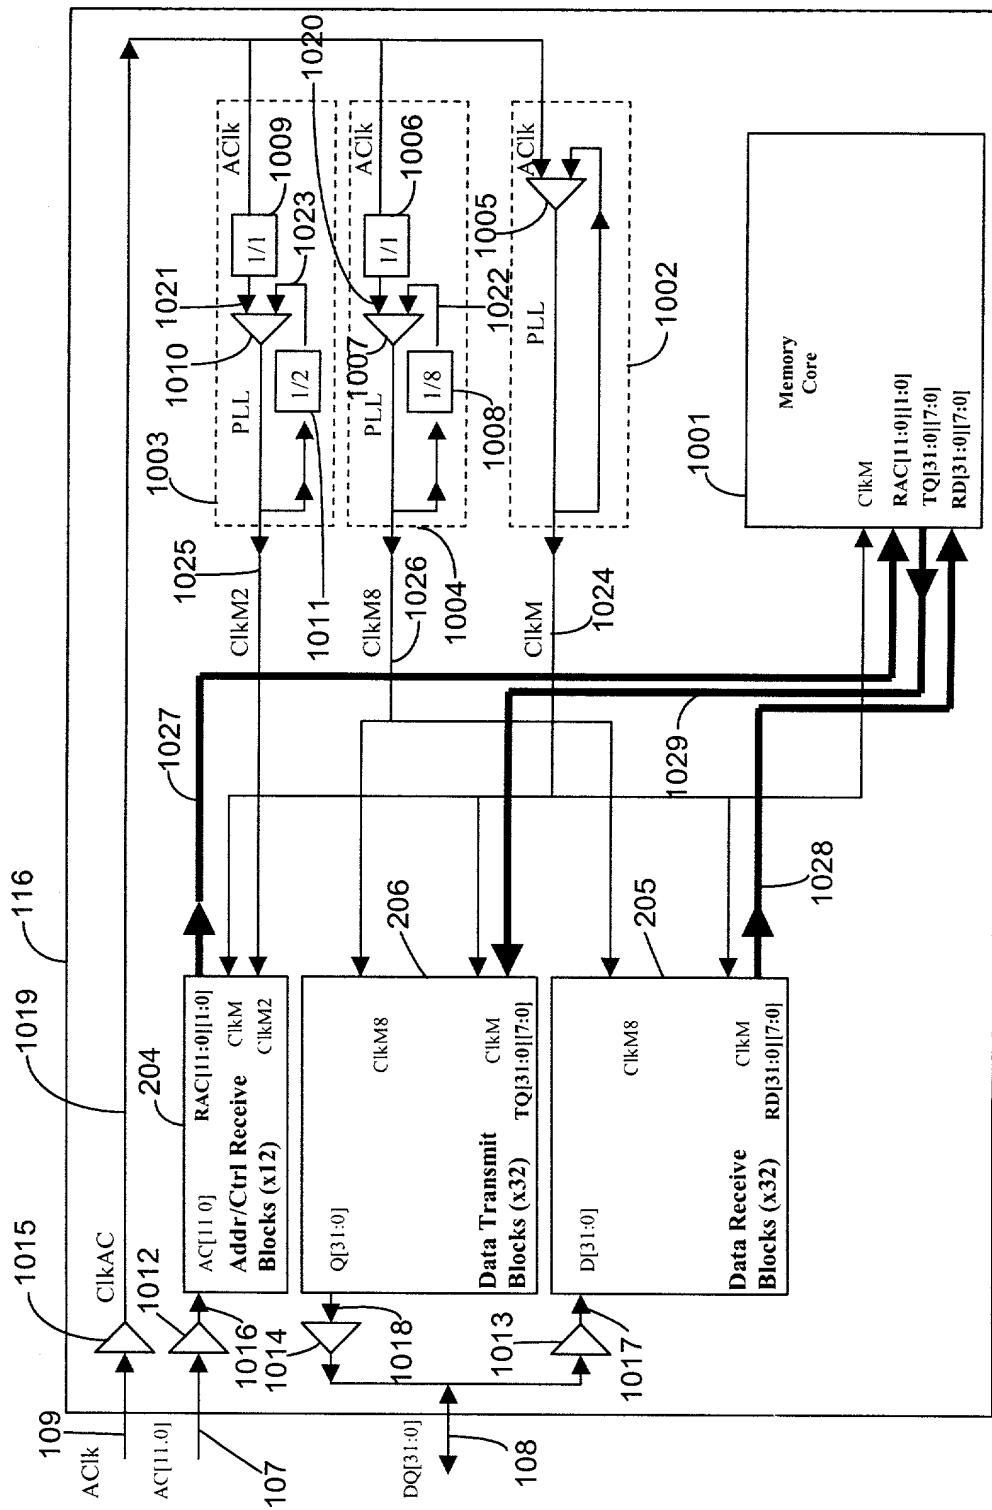 116
1019
1015
ClkAC
109
AClk
1012
AC[11.0]
107
1016
204
AC[11 0]
RAC[11:0][1:0]
ClkM
ClkM2
Addr/Ctrl Receive
Blocks (x12)
1027
1014
1018
Q[31:0]
206
ClkM8
ClkM
TQ[31:0][7:0]
Data Transmit
Blocks (x32)
DQ[31:0]
108
1013
1017
D[31:0]
205
ClkM8
ClkM
RD[31:0][7:0]
Data Receive
Blocks (x32)
1028
1029
1003
PLL
1010
1021
AClk
1009
1/1
1023
1/2
1011
ClkM2
1025
1020
AClk
1006
1/1
1007
PLL
1022
1/8
1008
ClkM8
1026
1004
AClk
1005
PLL
1002
ClkM
1024
1001
Memory
Core
ClkM
RAC[11:0][1:0]
TQ[31:0][7:0]
RD[31:0][7:0]